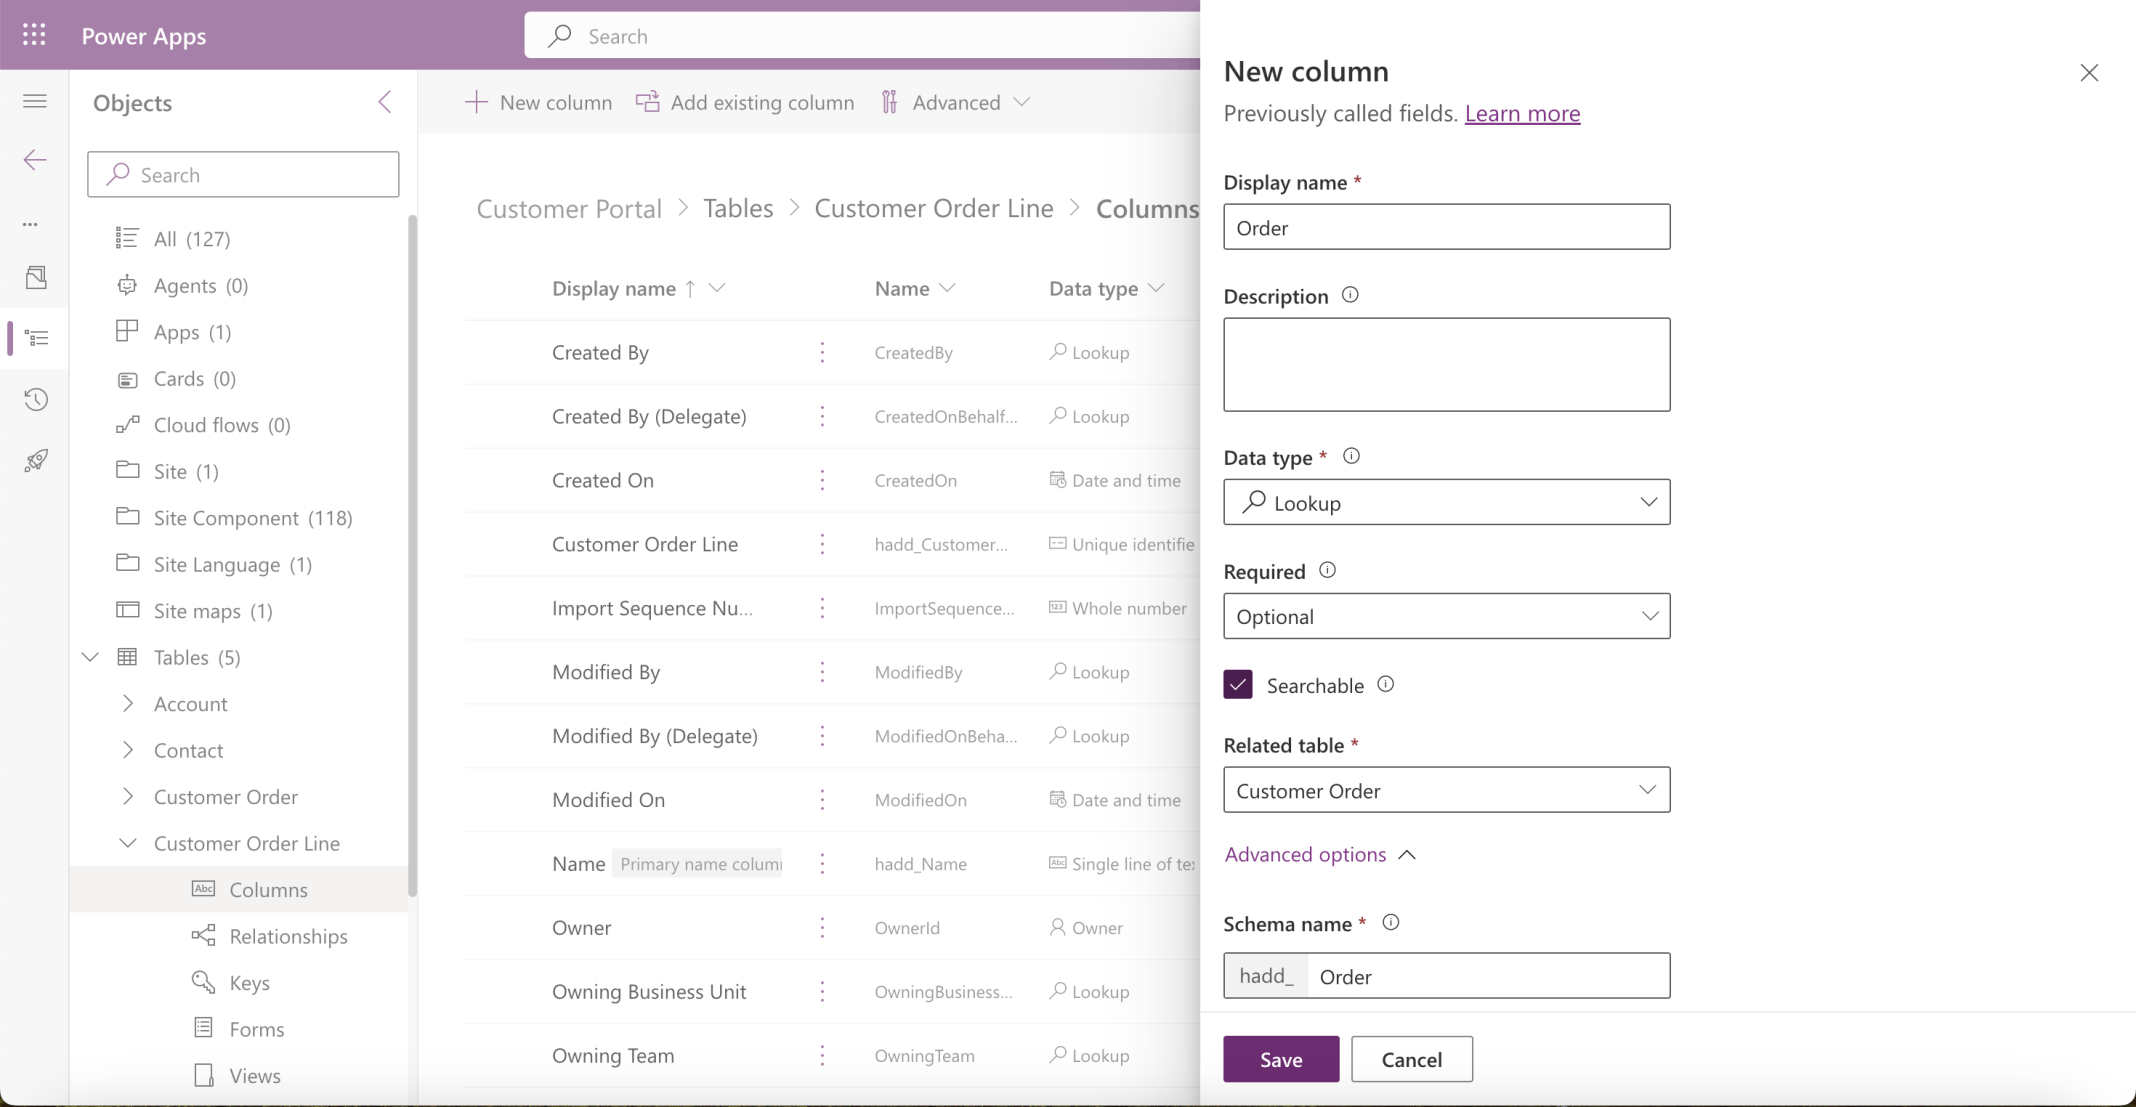 Power Apps
Search
Objects
Search
All (127)
Agents (0)
Apps (1)
Cards (0)
Cloud flows (0)
Site (1)
Site Component (118)
Site Language (1)
Site maps (1)
Tables (5)
Account
Contact
Customer Order
Customer Order Line
Abc Columns
Relationships
Keys
Forms
Views
New column Add existing column Advanced
Customer Portal > Tables > Customer Order Line > Columns
Display name ↑ Name Data type
Created By CreatedBy Lookup
Created By (Delegate) CreatedOnBehalf... Lookup
Created On CreatedOn Date and time
Customer Order Line hadd_Customer... Unique identifie
Import Sequence Nu... ImportSequence... 123 Whole number
Modified By ModifiedBy Lookup
Modified By (Delegate) ModifiedOnBeha... Lookup
Modified On ModifiedOn Date and time
Name Primary name column hadd_Name Abc Single line of te
Owner OwnerId Owner
Owning Business Unit OwningBusiness... Lookup
Owning Team OwningTeam Lookup
New column
Previously called fields. Learn more
Display name *
Order
Description
Data type *
Lookup
Required
Optional
Searchable
Related table *
Customer Order
Advanced options
Schema name *
hadd_ Order
Save Cancel